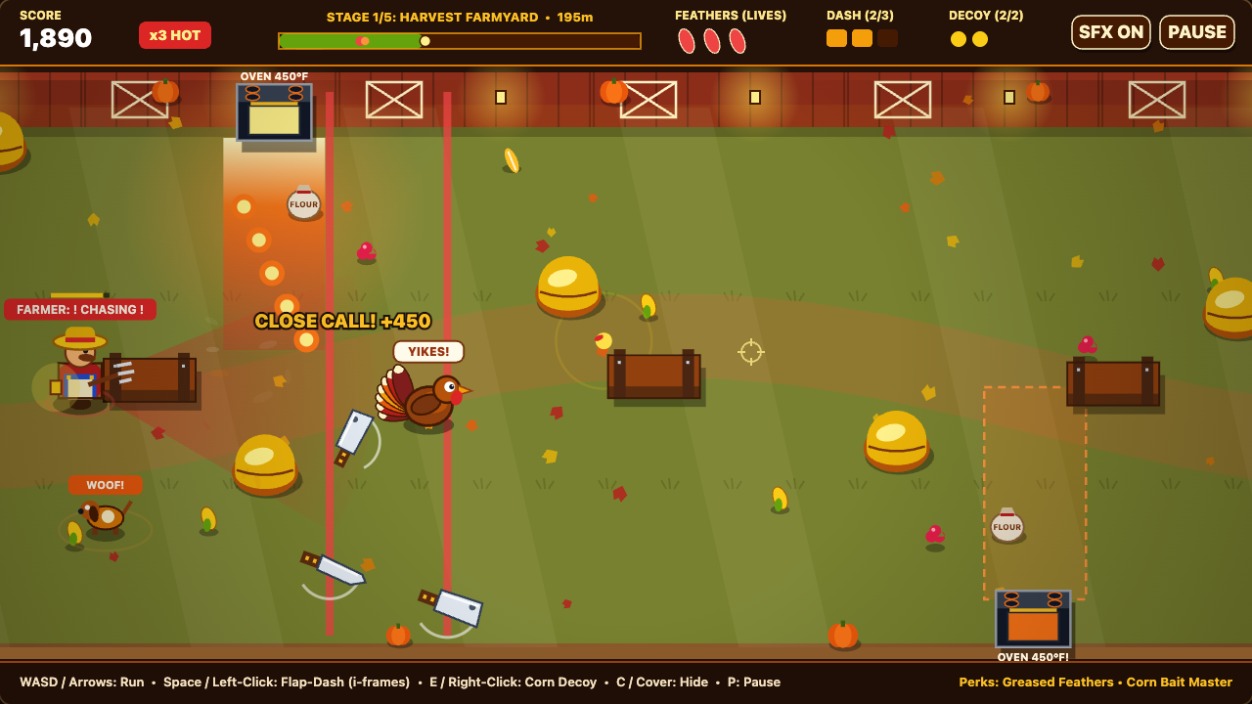 SCORE
1,890
x3 HOT
STAGE 1/5: HARVEST FARMYARD • 195m
FEATHERS (LIVES)
DASH (2/3)
DECOY (2/2)
SFX ON
PAUSE
OVEN 450°F
FLOUR
FARMER: ! CHASING !
CLOSE CALL! +450
YIKES!
WOOF!
FLOUR
OVEN 450°F!
WASD / Arrows: Run • Space / Left-Click: Flap-Dash (i-frames) • E / Right-Click: Corn Decoy • C / Cover: Hide • P: Pause
Perks: Greased Feathers • Corn Bait Master